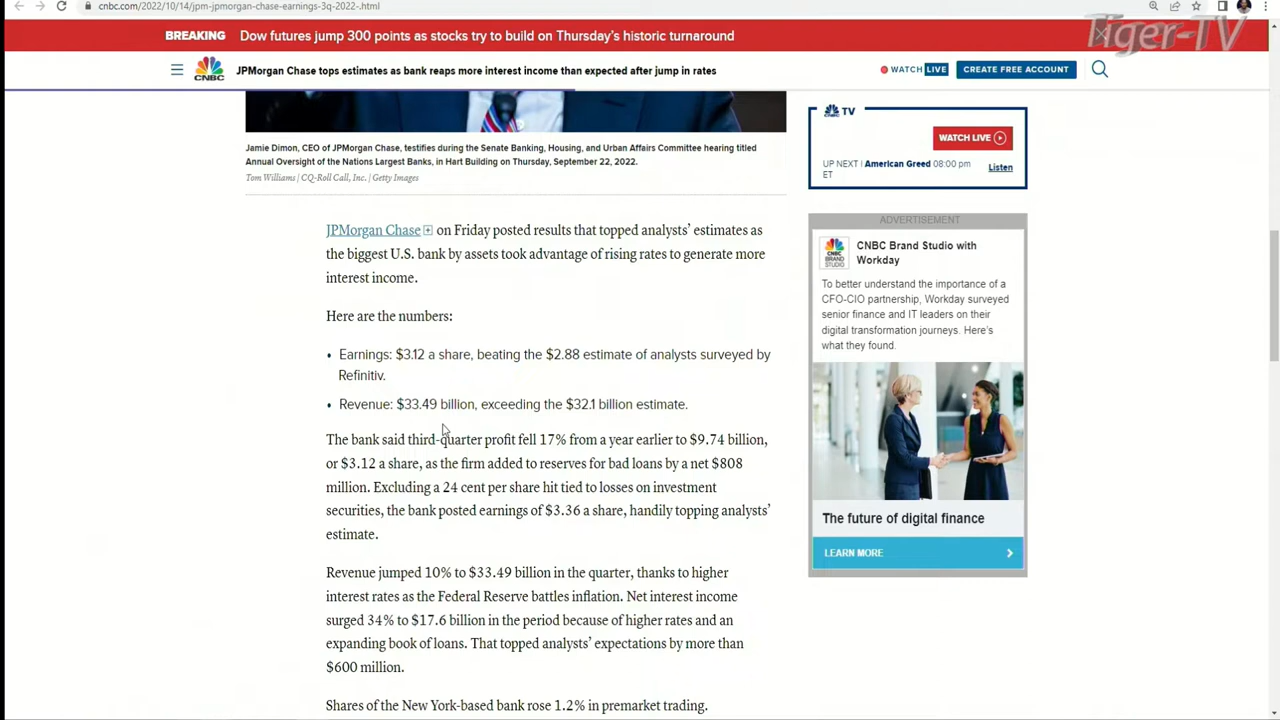 cnbc.com/2022/10/14/jpm-jpmorgan-chase-earnings-3q-2022-.html
Tiger-TV
BREAKING Dow futures jump 300 points as stocks try to build on Thursday's historic turnaround
CNBC
JPMorgan Chase tops estimates as bank reaps more interest income than expected after jump in rates
WATCH LIVE
CREATE FREE ACCOUNT
Jamie Dimon, CEO of JPMorgan Chase, testifies during the Senate Banking, Housing, and Urban Affairs Committee hearing titled
Annual Oversight of the Nations Largest Banks, in Hart Building on Thursday, September 22, 2022.
Tom Williams | CQ-Roll Call, Inc. | Getty Images
JPMorgan Chase on Friday posted results that topped analysts' estimates as
the biggest U.S. bank by assets took advantage of rising rates to generate more
interest income.
Here are the numbers:
• Earnings: $3.12 a share, beating the $2.88 estimate of analysts surveyed by
Refinitiv.
• Revenue: $33.49 billion, exceeding the $32.1 billion estimate.
The bank said third-quarter profit fell 17% from a year earlier to $9.74 billion,
or $3.12 a share, as the firm added to reserves for bad loans by a net $808
million. Excluding a 24 cent per share hit tied to losses on investment
securities, the bank posted earnings of $3.36 a share, handily topping analysts'
estimate.
Revenue jumped 10% to $33.49 billion in the quarter, thanks to higher
interest rates as the Federal Reserve battles inflation. Net interest income
surged 34% to $17.6 billion in the period because of higher rates and an
expanding book of loans. That topped analysts' expectations by more than
$600 million.
Shares of the New York-based bank rose 1.2% in premarket trading.
TV
WATCH LIVE
UP NEXT | American Greed 08:00 pm
ET
Listen
ADVERTISEMENT
CNBC
BRAND
STUDIO
CNBC Brand Studio with
Workday
To better understand the importance of a
CFO-CIO partnership, Workday surveyed
senior finance and IT leaders on their
digital transformation journeys. Here's
what they found.
The future of digital finance
LEARN MORE